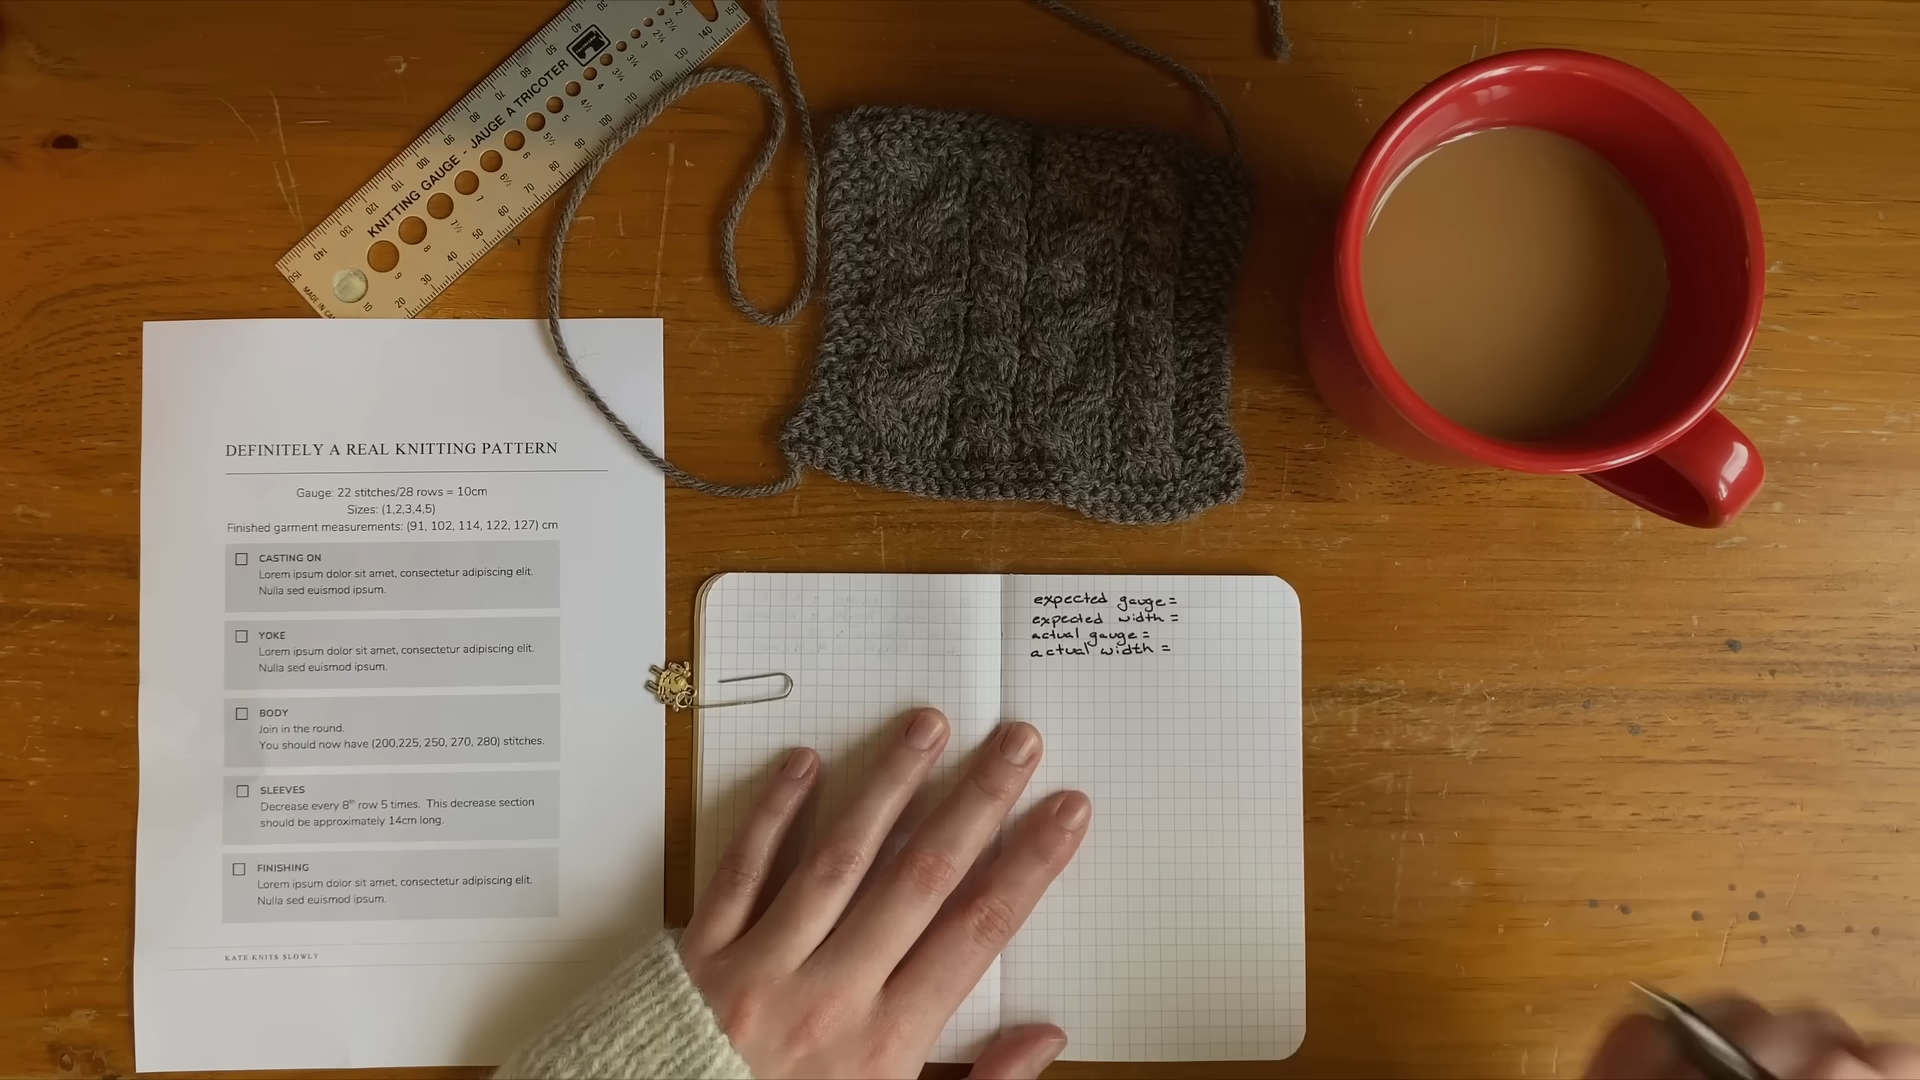 KNITTING GAUGE - JAUGE A TRICOTER
DEFINITELY A REAL KNITTING PATTERN
Gauge: 22 stitches/28 rows = 10cm
Sizes: (1,2,3,4,5)
Finished garment measurements: (91, 102, 114, 122, 127) cm
CASTING ON
Lorem ipsum dolor sit amet, consectetur adipiscing elit.
Nulla sed euismod ipsum.
YOKE
Lorem ipsum dolor sit amet, consectetur adipiscing elit.
Nulla sed euismod ipsum.
BODY
Join in the round.
You should now have (200,225, 250, 270, 280) stitches.
SLEEVES
Decrease every 8th row 5 times. This decrease section
should be approximately 14cm long.
FINISHING
Lorem ipsum dolor sit amet, consectetur adipiscing elit.
Nulla sed euismod ipsum.
KATE KNITS SLOWLY
expected gauge=
expected width =
actual gauge =
actual width =